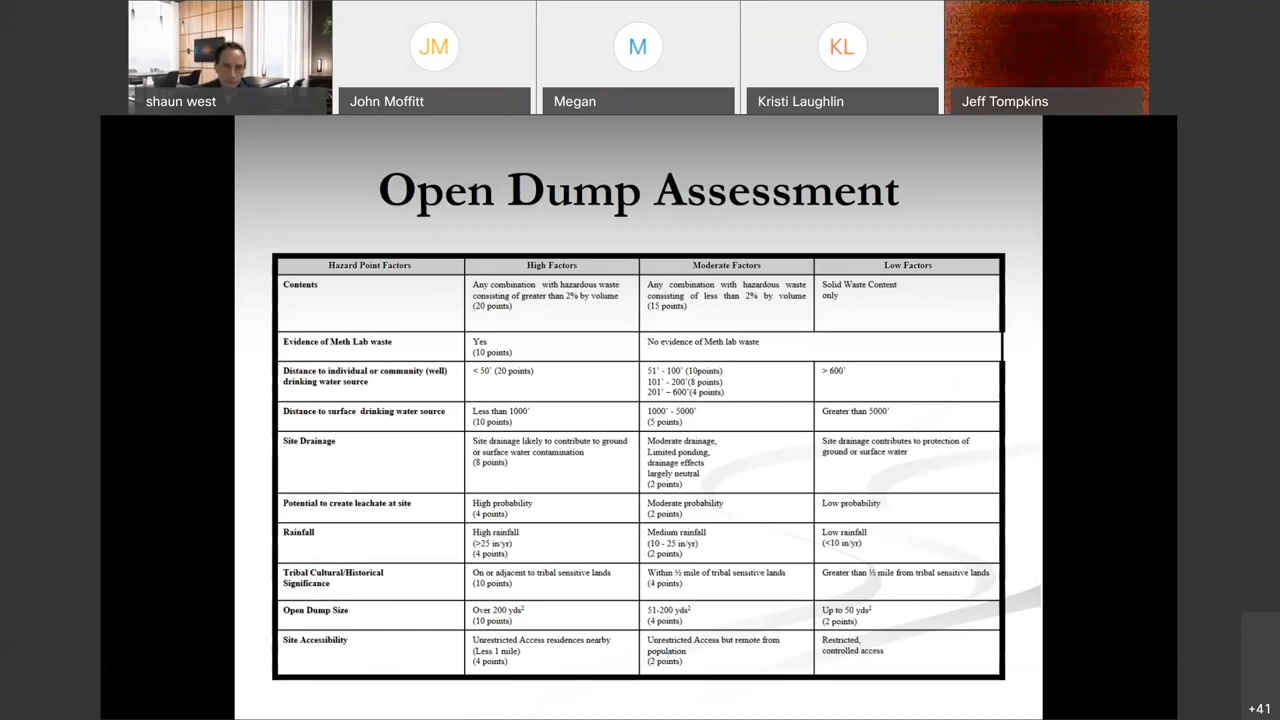 JM
M
KL
shaun west
John Moffitt
Megan
Kristi Laughlin
Jeff Tompkins
Open Dump Assessment
Hazard Point Factors
High Factors
Moderate Factors
Low Factors
Contents
Any combination with hazardous waste
consisting of greater than 2% by volume
(20 points)
Any combination with hazardous waste
consisting of less than 2% by volume
(15 points)
Solid Waste Content
only
Evidence of Meth Lab waste
Yes
(10 points)
No evidence of Meth lab waste
Distance to individual or community (well)
drinking water source
< 50' (20 points)
51' - 100' (10points)
101' - 200'(8 points)
201' – 600'(4 points)
> 600'
Distance to surface drinking water source
Less than 1000'
(10 points)
1000' - 5000'
(5 points)
Greater than 5000'
Site Drainage
Site drainage likely to contribute to ground
or surface water contamination
(8 points)
Moderate drainage,
Limited ponding,
drainage effects
largely neutral
(2 points)
Site drainage contributes to protection of
ground or surface water
Potential to create leachate at site
High probability
(4 points)
Moderate probability
(2 points)
Low probability
Rainfall
High rainfall
(>25 in/yr)
(4 points)
Medium rainfall
(10 - 25 in/yr)
(2 points)
Low rainfall
(<10 in/yr)
Tribal Cultural/Historical
Significance
On or adjacent to tribal sensitive lands
(10 points)
Within ½ mile of tribal sensitive lands
(4 points)
Greater than ½ mile from tribal sensitive lands
Open Dump Size
Over 200 yds²
(10 points)
51-200 yds²
(4 points)
Up to 50 yds²
(2 points)
Site Accessibility
Unrestricted Access residences nearby
(Less 1 mile)
(4 points)
Unrestricted Access but remote from
population
(2 points)
Restricted,
controlled access
+41